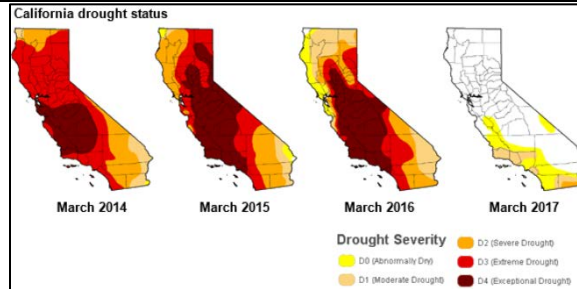 California drought status
March 2014
March 2015
March 2016
March 2017
Drought Severity
D0 (Abnormally Dry)
D1 (Moderate Drought)
D2 (Severe Drought)
D3 (Extreme Drought)
D4 (Exceptional Drought)